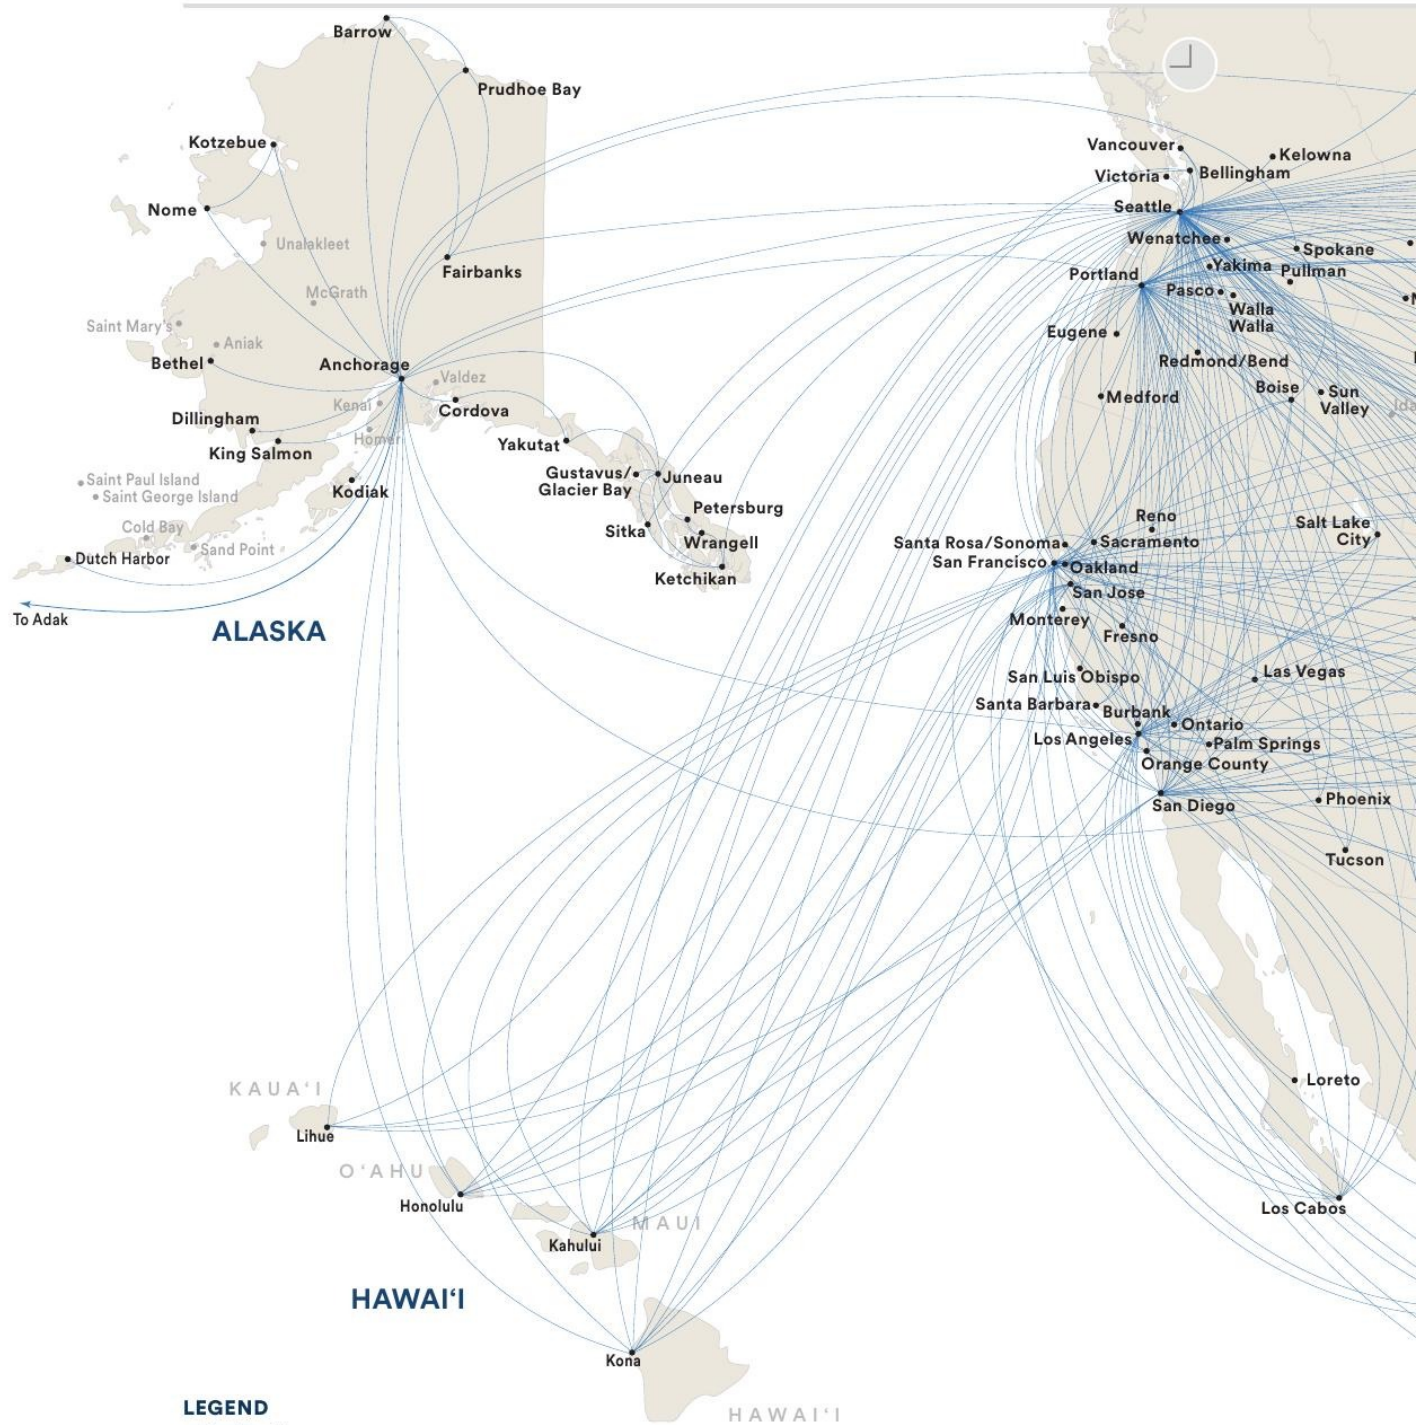 Barrow
Prudhoe Bay
Kotzebue
Nome
Unalakleet
Fairbanks
McGrath
Saint Mary's
Aniak
Bethel
Anchorage
Valdez
Kenai
Cordova
Dillingham
Homer
King Salmon
Yakutat
Saint Paul Island
Saint George Island
Kodiak
Gustavus/
Glacier Bay
Juneau
Petersburg
Cold Bay
Sitka
Wrangell
Sand Point
Dutch Harbor
Ketchikan
To Adak
ALASKA
Vancouver
Kelowna
Victoria
Bellingham
Seattle
Wenatchee
Spokane
Yakima
Pullman
Portland
Pasco
Walla
Walla
Eugene
Redmond/Bend
Boise
Sun
Valley
Medford
Reno
Salt Lake
City
Santa Rosa/Sonoma
Sacramento
San Francisco
Oakland
San Jose
Monterey
Fresno
San Luis Obispo
Las Vegas
Santa Barbara
Burbank
Ontario
Los Angeles
Palm Springs
Orange County
San Diego
Phoenix
Tucson
Loreto
Los Cabos
KAUA‘I
Lihue
O‘AHU
Honolulu
MAUI
Kahului
HAWAI‘I
Kona
LEGEND
HAWAI‘I